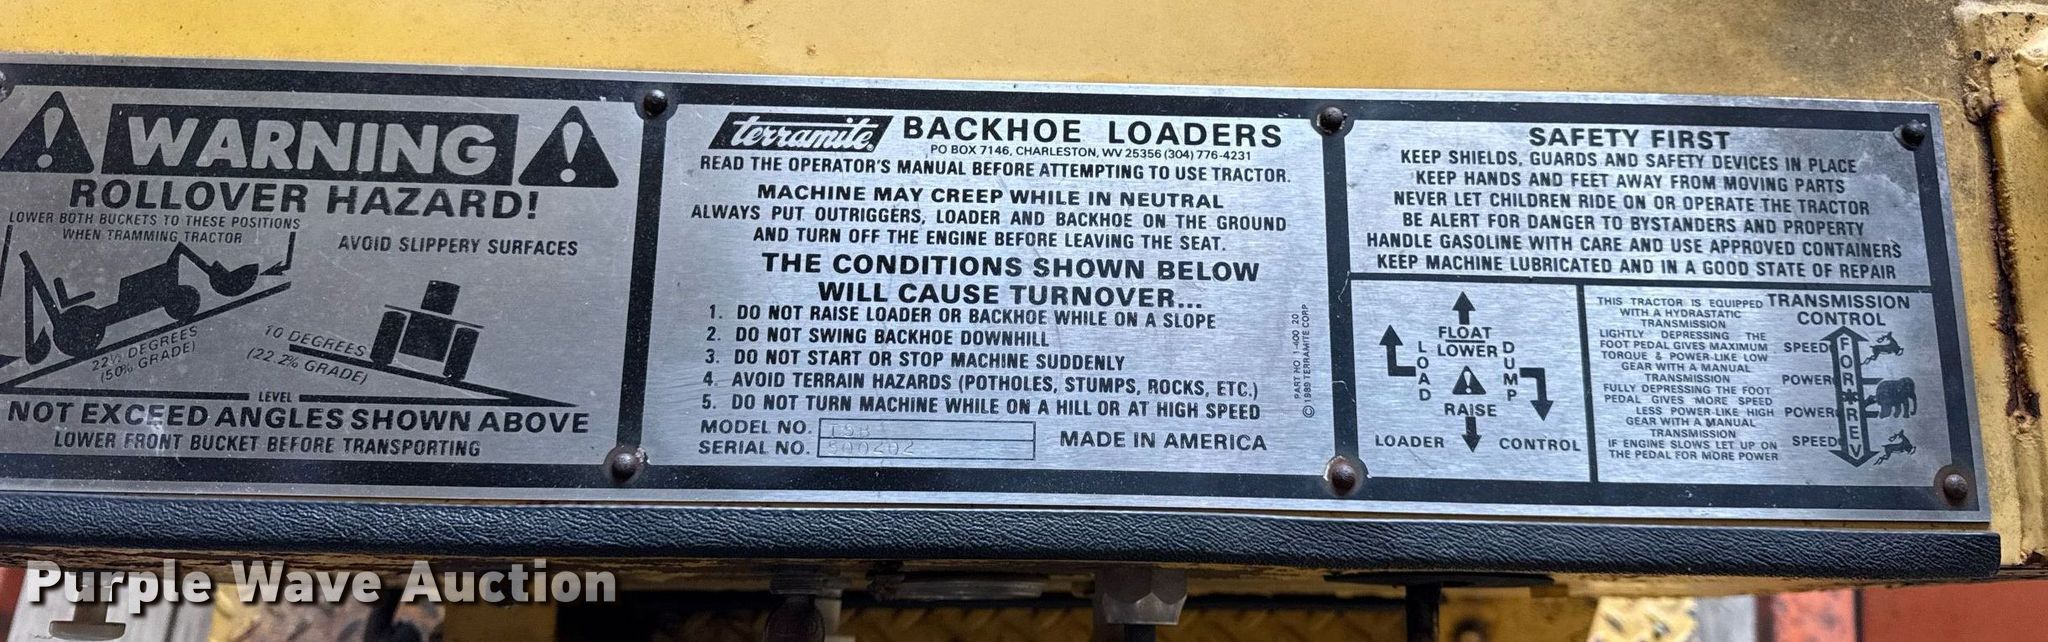 WARNING
ROLLOVER HAZARD!
LOWER BOTH BUCKETS TO THESE POSITIONS
WHEN TRAMMING TRACTOR
AVOID SLIPPERY SURFACES
22½ DEGREES
(50% GRADE)
10 DEGREES
(22.2% GRADE)
LEVEL
NOT EXCEED ANGLES SHOWN ABOVE
LOWER FRONT BUCKET BEFORE TRANSPORTING
terramite BACKHOE LOADERS
PO BOX 7146, CHARLESTON, WV 25356 (304) 776-4231
READ THE OPERATOR'S MANUAL BEFORE ATTEMPTING TO USE TRACTOR.
MACHINE MAY CREEP WHILE IN NEUTRAL
ALWAYS PUT OUTRIGGERS, LOADER AND BACKHOE ON THE GROUND
AND TURN OFF THE ENGINE BEFORE LEAVING THE SEAT.
THE CONDITIONS SHOWN BELOW
WILL CAUSE TURNOVER...
1. DO NOT RAISE LOADER OR BACKHOE WHILE ON A SLOPE
2. DO NOT SWING BACKHOE DOWNHILL
3. DO NOT START OR STOP MACHINE SUDDENLY
4. AVOID TERRAIN HAZARDS (POTHOLES, STUMPS, ROCKS, ETC.)
5. DO NOT TURN MACHINE WHILE ON A HILL OR AT HIGH SPEED
MODEL NO.
SERIAL NO.
MADE IN AMERICA
PART NO. 1-400 20
© 1989 TERRAMITE CORP
SAFETY FIRST
KEEP SHIELDS, GUARDS AND SAFETY DEVICES IN PLACE
KEEP HANDS AND FEET AWAY FROM MOVING PARTS
NEVER LET CHILDREN RIDE ON OR OPERATE THE TRACTOR
BE ALERT FOR DANGER TO BYSTANDERS AND PROPERTY
HANDLE GASOLINE WITH CARE AND USE APPROVED CONTAINERS
KEEP MACHINE LUBRICATED AND IN A GOOD STATE OF REPAIR
FLOAT
LOWER
LOAD
DUMP
RAISE
LOADER CONTROL
THIS TRACTOR IS EQUIPPED
WITH A HYDRASTATIC
TRANSMISSION
LIGHTLY DEPRESSING THE
FOOT PEDAL GIVES MAXIMUM
TORQUE & POWER-LIKE LOW
GEAR WITH A MANUAL
TRANSMISSION
FULLY DEPRESSING THE FOOT
PEDAL GIVES MORE SPEED
LESS POWER-LIKE HIGH
GEAR WITH A MANUAL
TRANSMISSION
IF ENGINE SLOWS LET UP ON
THE PEDAL FOR MORE POWER
TRANSMISSION
CONTROL
SPEED
POWER
POWER
SPEED
FOR*REV
Purple Wave Auction